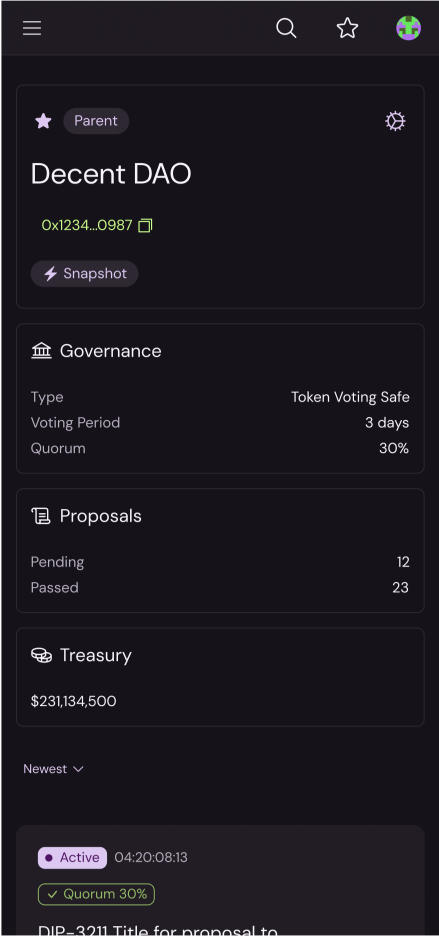 Parent
Decent DAO
0x1234...0987
Snapshot
Governance
Type Token Voting Safe
Voting Period 3 days
Quorum 30%
Proposals
Pending 12
Passed 23
Treasury
$231,134,500
Newest
Active 04:20:08:13
Quorum 30%
DIP-3211 Title for proposal to